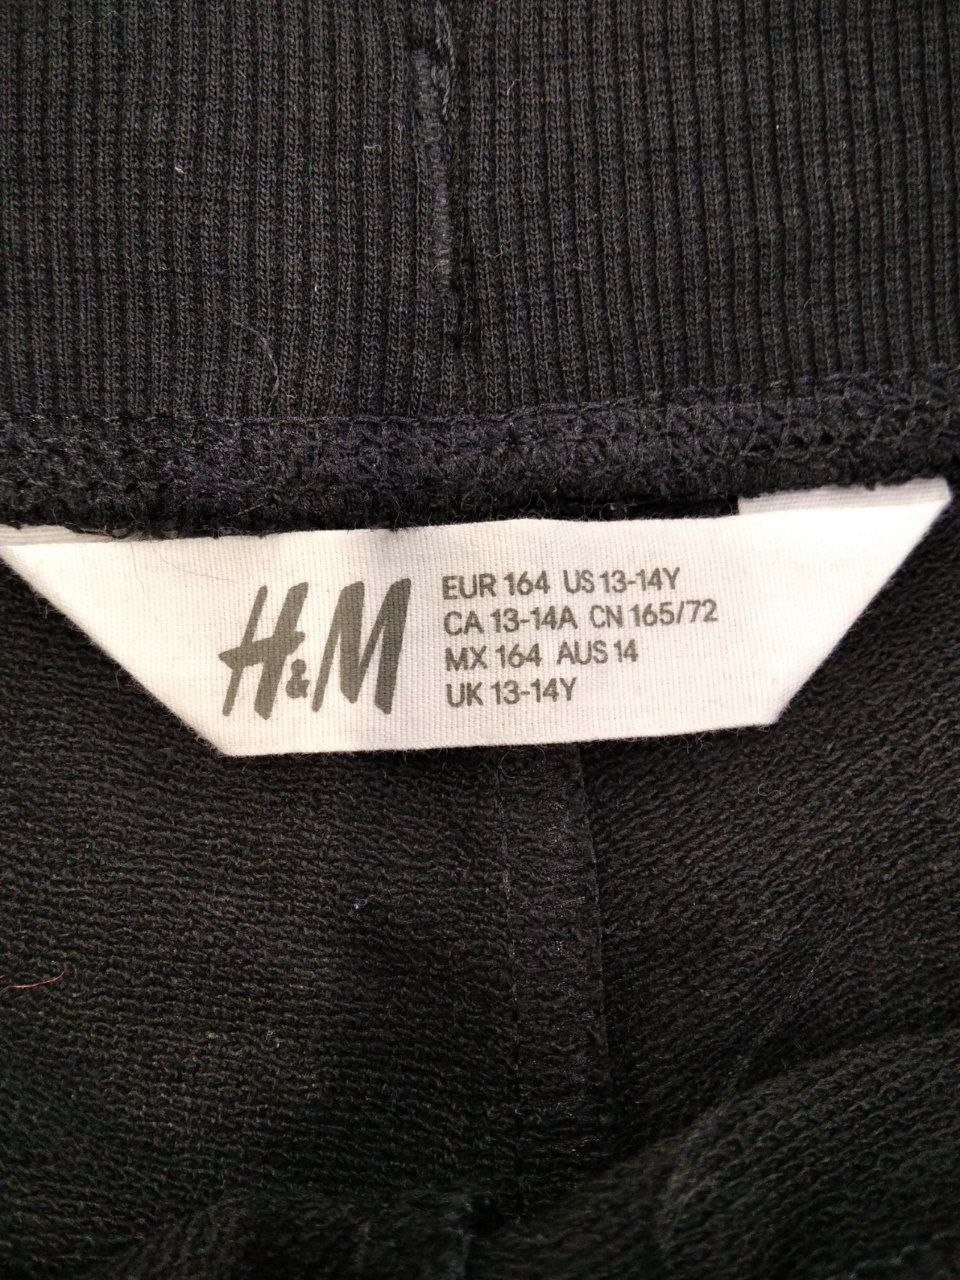 H&M
EUR 164 US 13-14Y
CA 13-14A CN 165/72
MX 164 AUS 14
UK 13-14Y